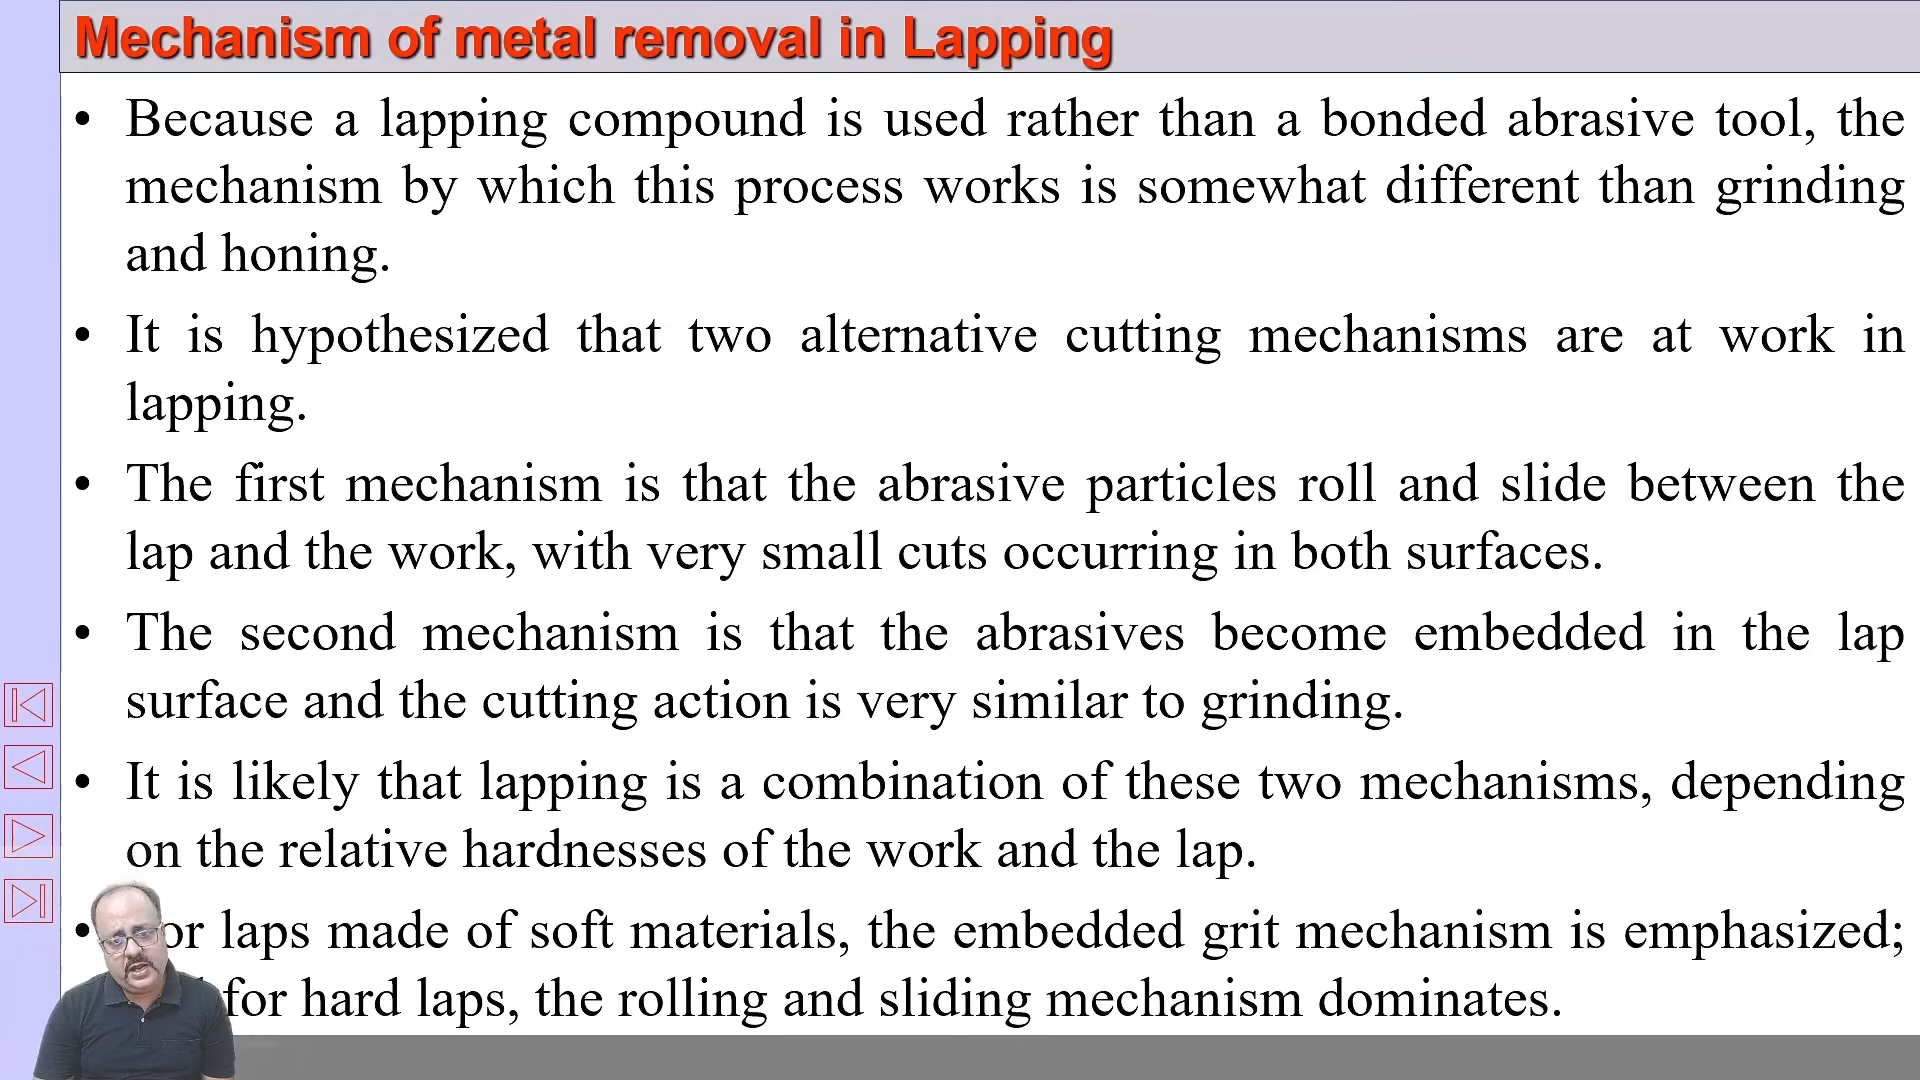 Mechanism of metal removal in Lapping
• Because a lapping compound is used rather than a bonded abrasive tool, the
mechanism by which this process works is somewhat different than grinding
and honing.
• It is hypothesized that two alternative cutting mechanisms are at work in
lapping.
• The first mechanism is that the abrasive particles roll and slide between the
lap and the work, with very small cuts occurring in both surfaces.
• The second mechanism is that the abrasives become embedded in the lap
surface and the cutting action is very similar to grinding.
• It is likely that lapping is a combination of these two mechanisms, depending
on the relative hardnesses of the work and the lap.
• or laps made of soft materials, the embedded grit mechanism is emphasized;
for hard laps, the rolling and sliding mechanism dominates.